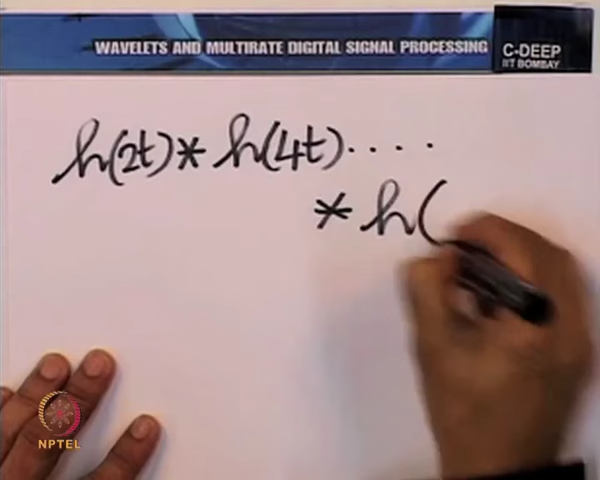 WAVELETS AND MULTIRATE DIGITAL SIGNAL PROCESSING
C-DEEP
IIT BOMBAY
h(2t) * h(4t) ....
* h(
NPTEL